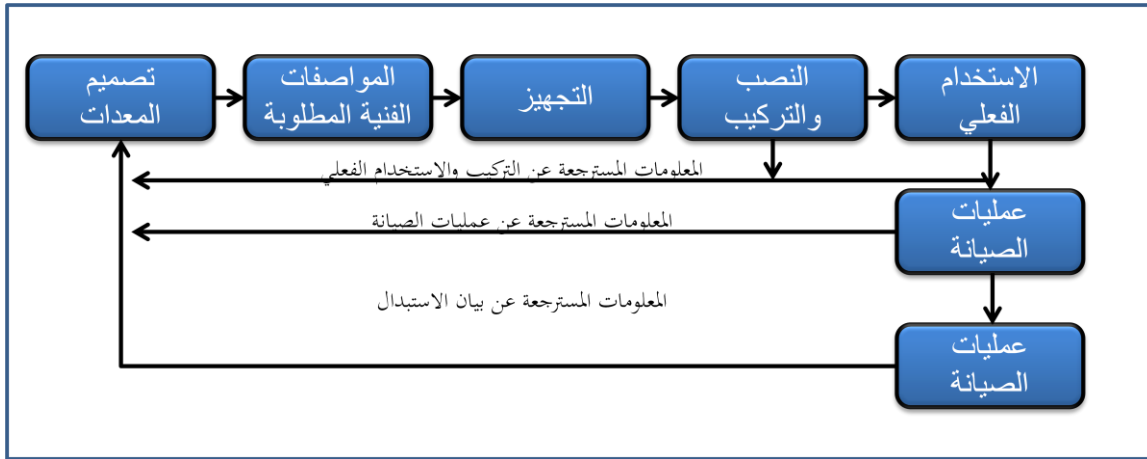 تصميم
المعدات
المواصفات
الفنية المطلوبة
التجهيز
النصب
والتركيب
الاستخدام
الفعلي
المعلومات المسترجعة عن التركيب والاستخدام الفعلي
عمليات
الصيانة
المعلومات المسترجعة عن عمليات الصيانة
المعلومات المسترجعة عن بيان الاستبدال
عمليات
الصيانة